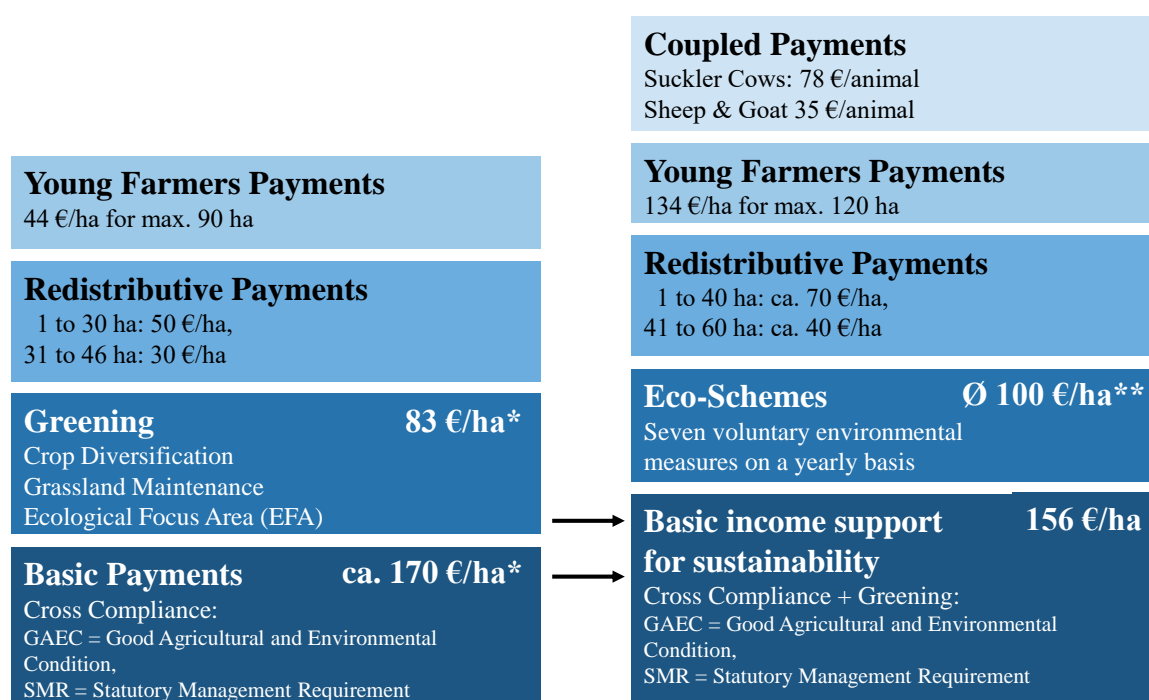 Coupled Payments
Suckler Cows: 78 €/animal
Sheep & Goat 35 €/animal
Young Farmers Payments
44 €/ha for max. 90 ha
Young Farmers Payments
134 €/ha for max. 120 ha
Redistributive Payments
1 to 30 ha: 50 €/ha,
31 to 46 ha: 30 €/ha
Redistributive Payments
1 to 40 ha: ca. 70 €/ha,
41 to 60 ha: ca. 40 €/ha
Greening 83 €/ha*
Crop Diversification
Grassland Maintenance
Ecological Focus Area (EFA)
Eco-Schemes Ø 100 €/ha**
Seven voluntary environmental
measures on a yearly basis
Basic Payments ca. 170 €/ha*
Cross Compliance:
GAEC = Good Agricultural and Environmental
Condition,
SMR = Statutory Management Requirement
Basic income support 156 €/ha
for sustainability
Cross Compliance + Greening:
GAEC = Good Agricultural and Environmental
Condition,
SMR = Statutory Management Requirement